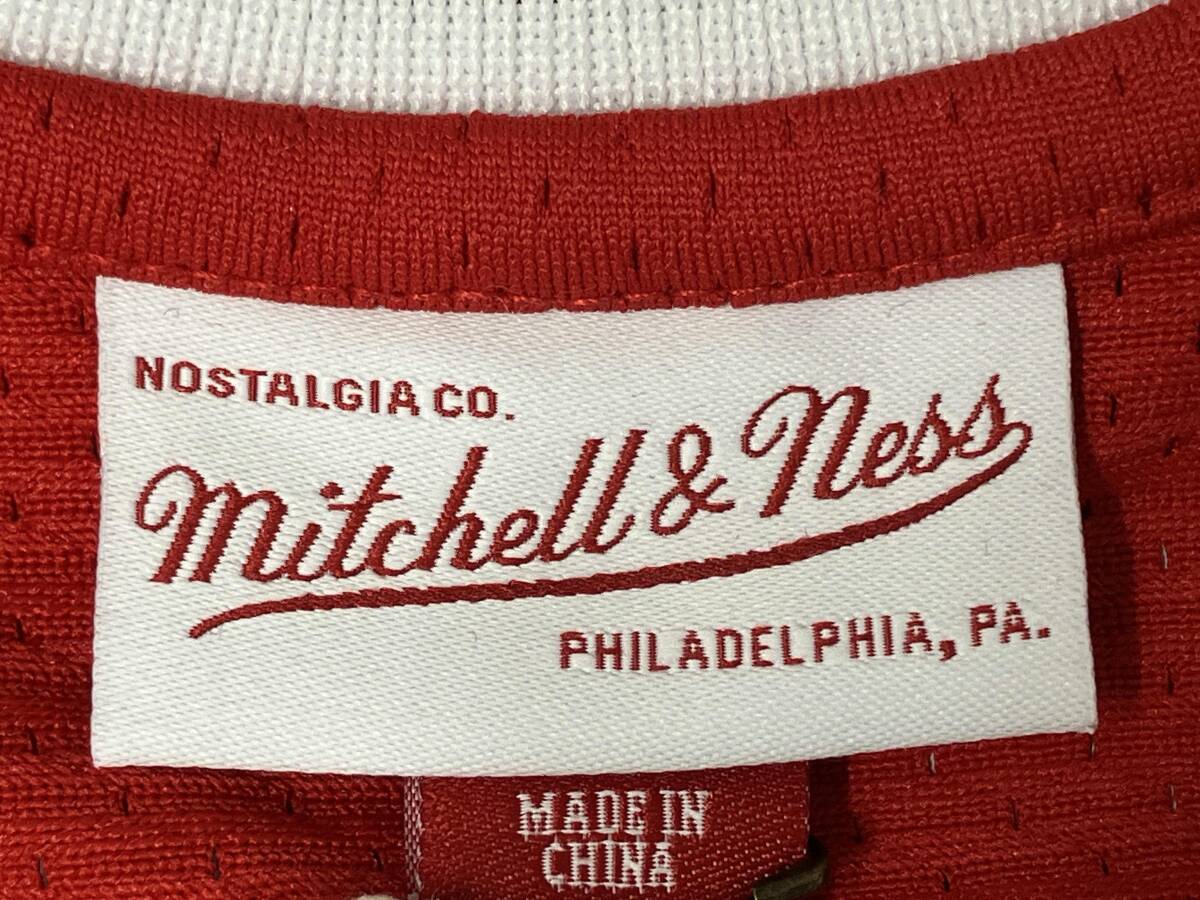 NOSTALGIA CO.
Mitchell & Ness
PHILADELPHIA, PA.
MADE IN
CHINA